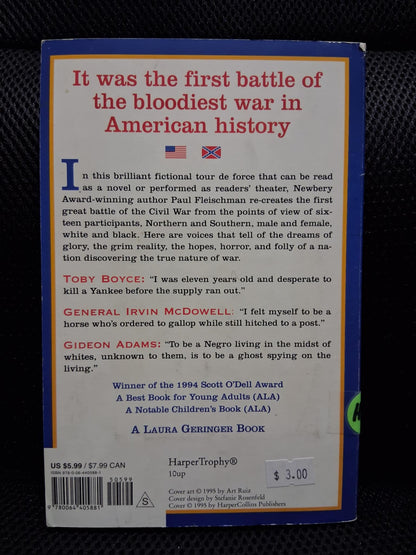 It was the first battle of
the bloodiest war in
American history
In this brilliant fictional tour de force that can be read
as a novel or performed as readers' theater, Newbery
Award-winning author Paul Fleischman re-creates the first
great battle of the Civil War from the points of view of six-
teen participants, Northern and Southern, male and female,
white and black. Here are voices that tell of the dreams of
glory, the grim reality, the hopes, horror, and folly of a na-
tion discovering the true nature of war.
TOBY BOYCE: "I was eleven years old and desperate to
kill a Yankee before the supply ran out."
GENERAL IRVIN MCDOWELL: "I felt myself to be a
horse who's ordered to gallop while still hitched to a post."
GIDEON ADAMS: "To be a Negro living in the midst of
whites, unknown to them, is to be a ghost spying on the
living."
Winner of the 1994 Scott O'Dell Award
A Best Book for Young Adults (ALA)
A Notable Children's Book (ALA)
A LAURA GERINGER BOOK
US $5.99 / $7.99 CAN
ISBN 978-0-06-440588-1
50599
9 780064 405881
S
HarperTrophy®
10up
$ 3.00
Cover art © 1995 by Art Ruiz
Cover design by Stefanie Rosenfeld
Cover © 1995 by HarperCollins Publishers